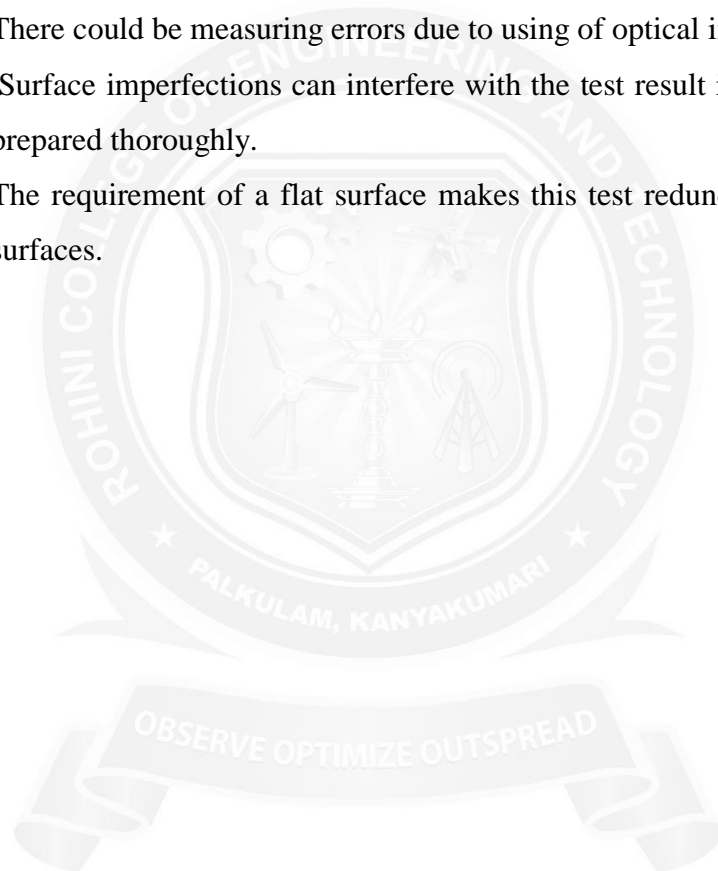 There could be measuring errors due to using of optical i
Surface imperfections can interfere with the test result
prepared thoroughly.
The requirement of a flat surface makes this test redun
surfaces.
ROHINI COLLEGE OF ENGINEERING AND TECHNOLOGY
PALKULAM, KANYAKUMARI
OBSERVE OPTIMIZE OUTSPREAD